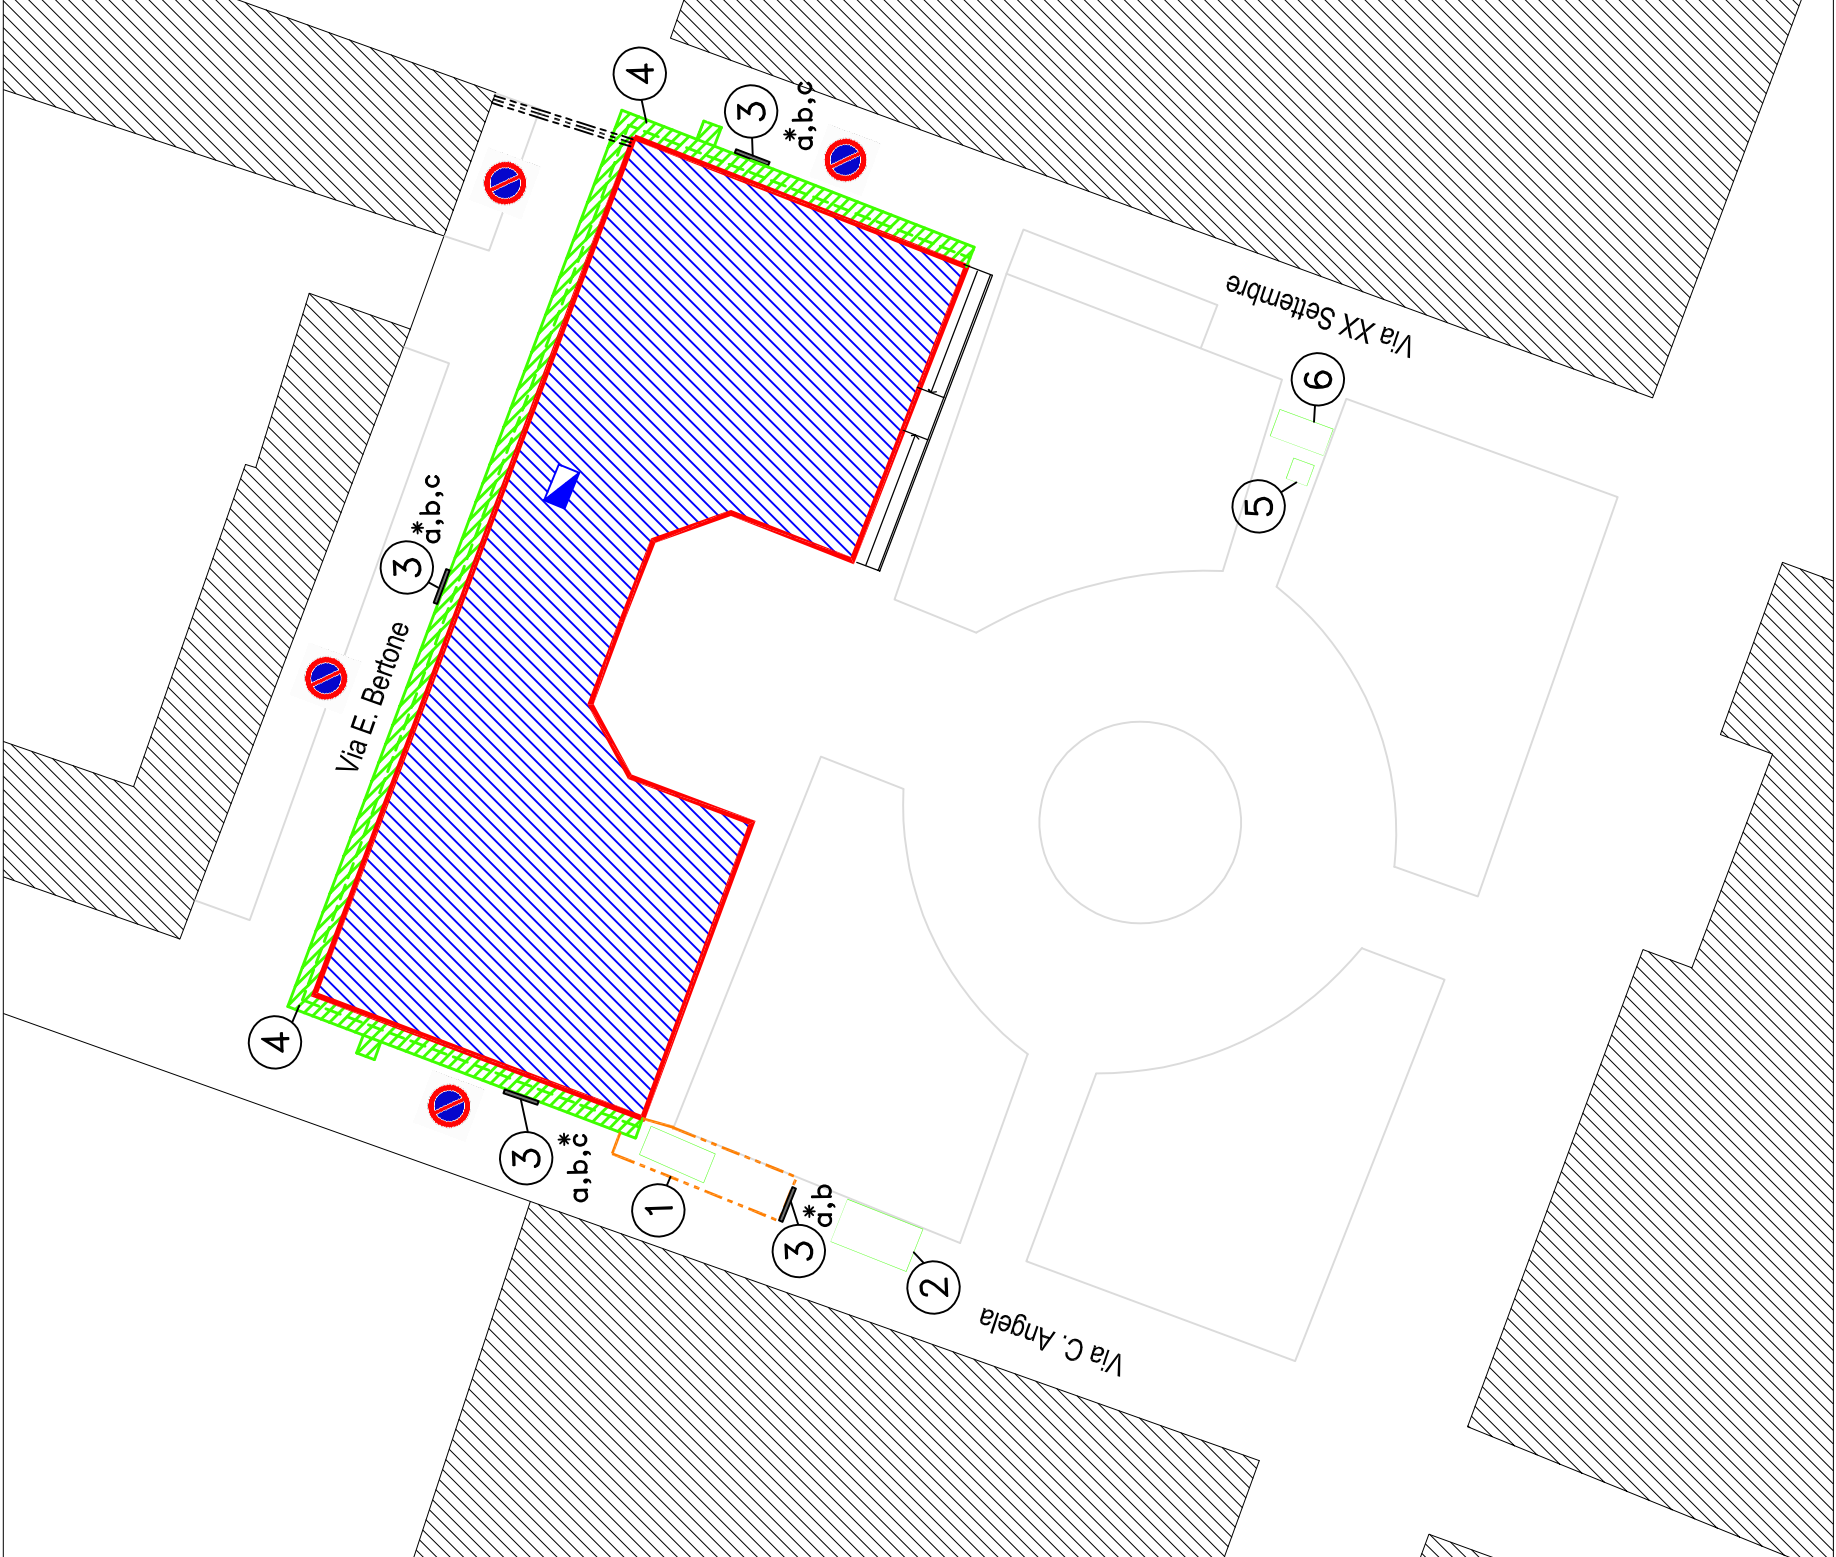 4
3
*
a,b,c
Via XX Settembre
6
5
3
*
a,b,c
Via E. Bertone
4
3
*
a,b,c
1
3
*
a,b
2
Via C. Angela